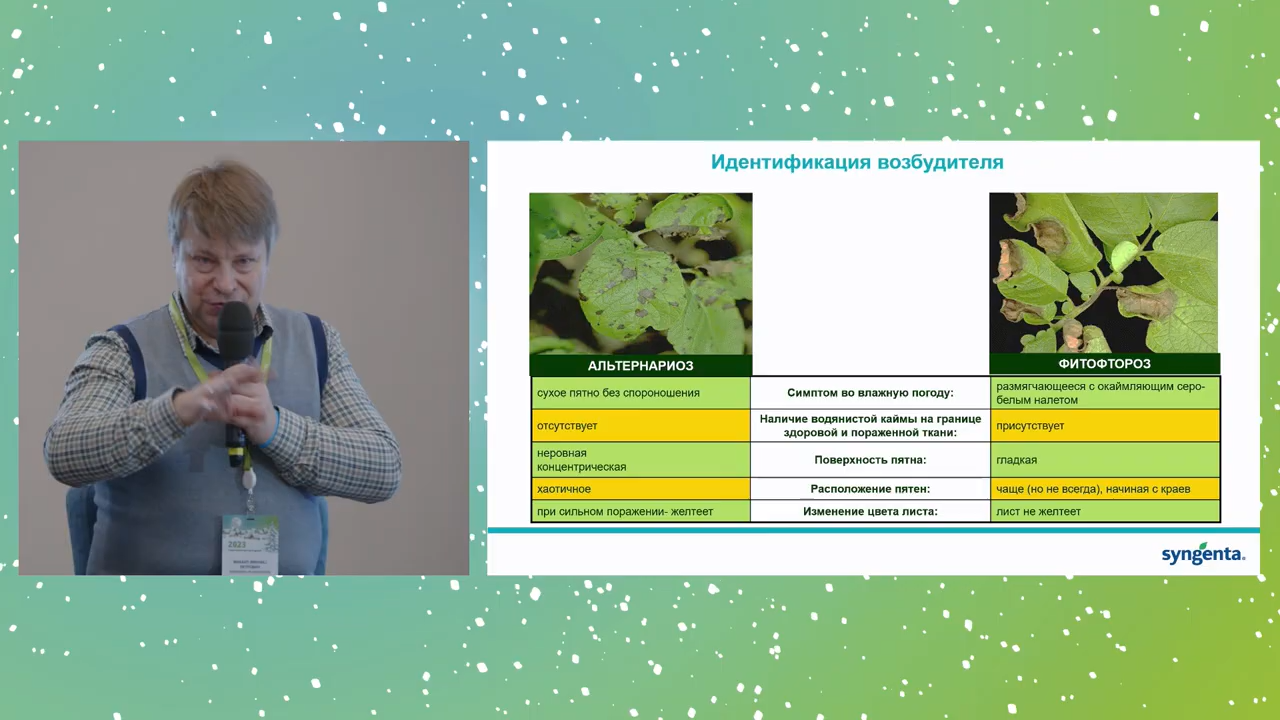 Идентификация возбудителя
АЛЬТЕРНАРИОЗ
ФИТОФТОРОЗ
сухое пятно без спороношения
Симптом во влажную погоду:
размягчающееся с окаймляющим серо-
белым налетом
отсутствует
Наличие водянистой каймы на границе
здоровой и пораженной ткани:
присутствует
неровная
концентрическая
Поверхность пятна:
гладкая
хаотичное
Расположение пятен:
чаще (но не всегда), начиная с краев
при сильном поражении- желтеет
Изменение цвета листа:
лист не желтеет
syngenta.
2023